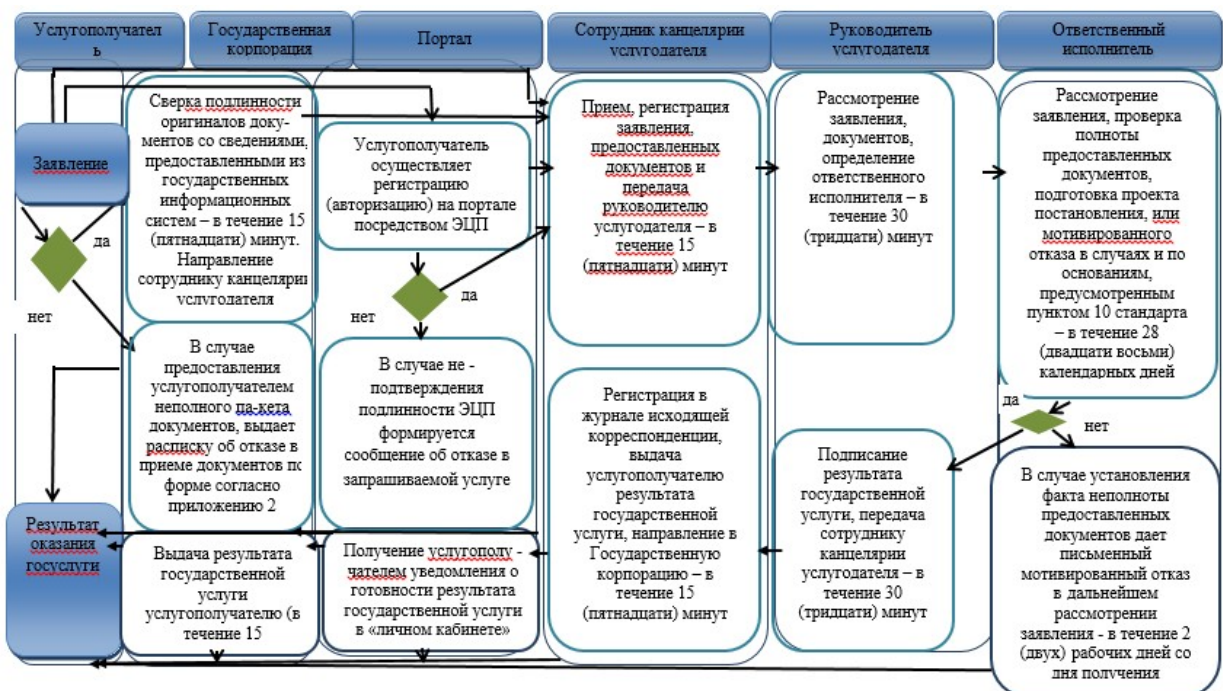 Услугополучател
ь
Государственная
корпорация
Портал
Сотрудник канцелярии
услугодателя
Руководитель
услугодателя
Ответственный
исполнитель
Заявление
да
нет
Результат
оказания
госуслуги
Сверка подлинности
оригиналов доку-
ментов со сведениями,
предоставленными из
государственных
информационных
систем – в течение 15
(пятнадцати) минут.
Направление
сотруднику канцелярии
услугодателя
В случае
предоставления
услугополучателем
неполного па-кета
документов, выдает
расписку об отказе в
приеме документов по
форме согласно
приложению 2
Выдача результата
государственной
услуги
услугополучателю (в
течение 15
Услугополучатель
осуществляет
регистрацию
(авторизацию) на портале
посредством ЭЦП
да
нет
В случае не -
подтверждения
подлинности ЭЦП
формируется
сообщение об отказе в
запрашиваемой услуге
Получение услугополу -
чателем уведомления о
готовности результата
государственной услуги
в «личном кабинете»
Прием, регистрация
заявления,
предоставленных
документов и
передача
руководителю
услугодателя – в
течение 15
(пятнадцати) минут
Регистрация в
журнале исходящей
корреспонденции,
выдача
услугополучателю
результата
государственной
услуги, направление в
Государственную
корпорацию – в
течение 15
(пятнадцати) минут
Рассмотрение
заявления,
документов,
определение
ответственного
исполнителя – в
течение 30
(тридцати) минут
Подписание
результата
государственной
услуги, передача
сотруднику
канцелярии
услугодателя – в
течение 30
(тридцати) минут
Рассмотрение
заявления, проверка
полноты
предоставленных
документов,
подготовка проекта
постановления, или
мотивированного
отказа в случаях и по
основаниям,
предусмотренным
пунктом 10 стандарта
– в течение 28
(двадцати восьми)
календарных дней
да
нет
В случае установления
факта неполноты
предоставленных
документов дает
письменный
мотивированный отказ
в дальнейшем
рассмотрении
заявления - в течение 2
(двух) рабочих дней со
дня получения